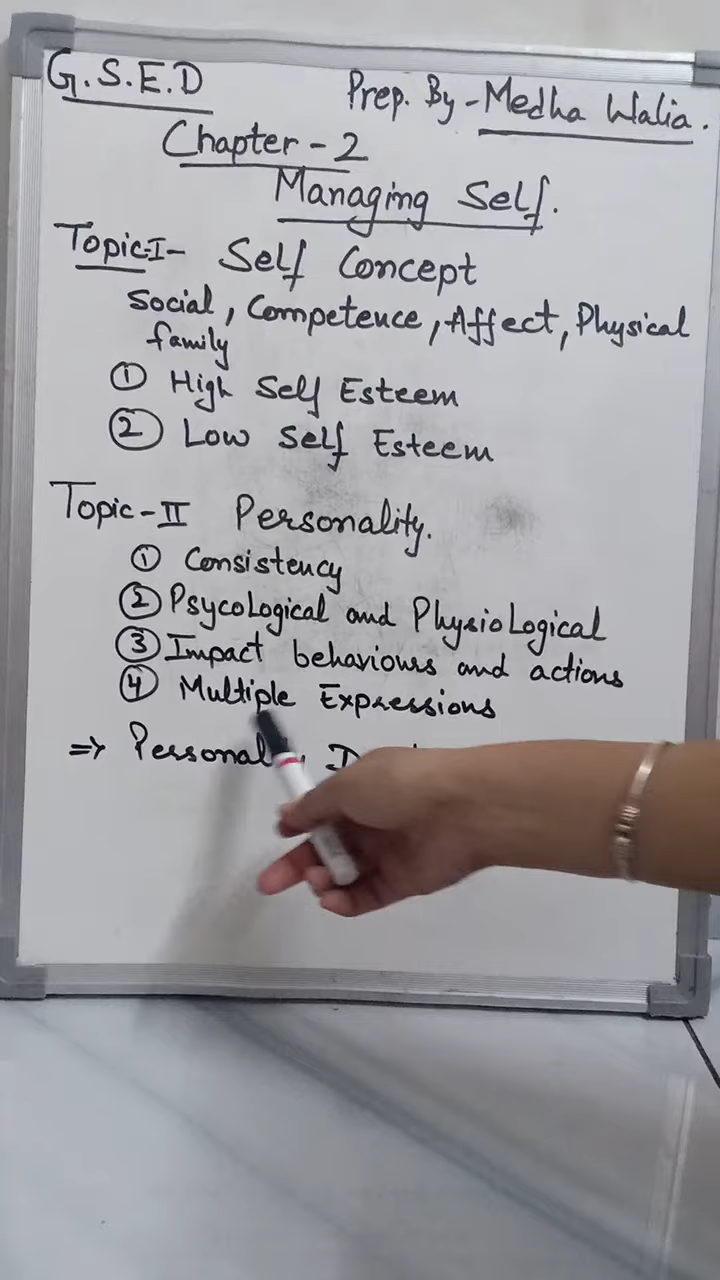 G.S.E.D
Prep. By - Medha Walia.
Chapter - 2
Managing Self.
Topic-I- Self Concept
Social, Competence, Affect, Physical
family
① High Self Esteem
② Low Self Esteem
Topic-II Personality.
① Consistency
② Psycological and Physiological
③ Impact behaviours and actions
④ Multiple Expressions
⇒